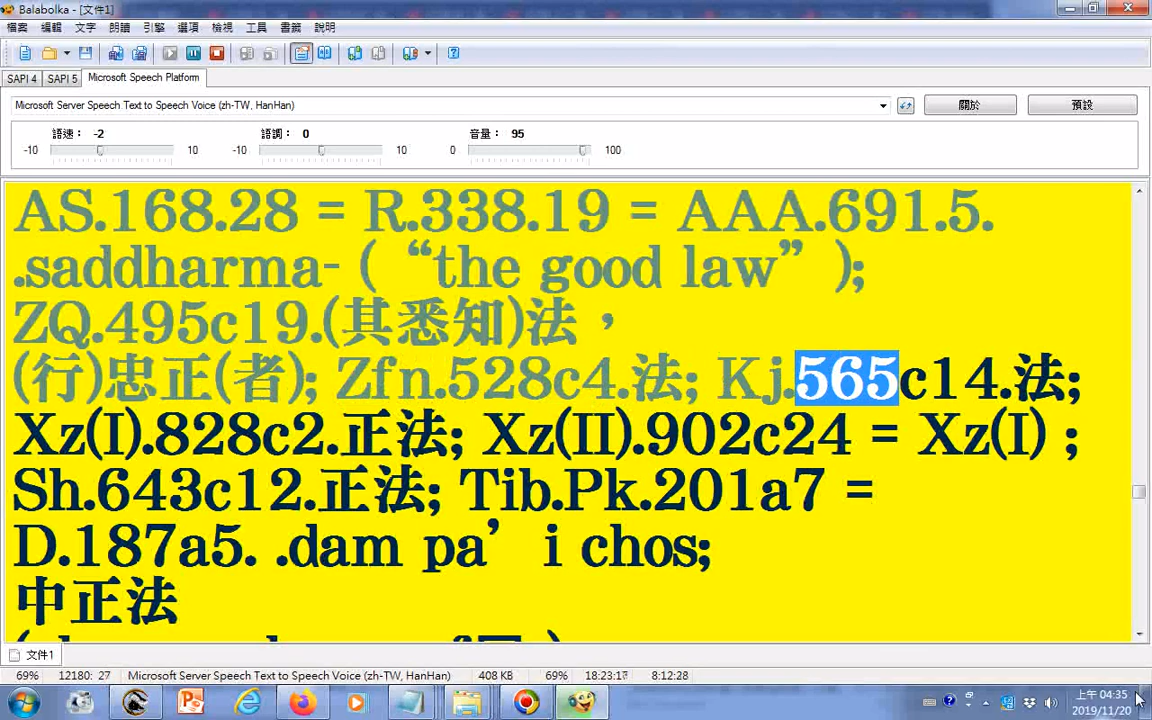 Balabolka - [文件1]
檔案 編輯 文字 朗讀 引擎 選項 檢視 工具 書籤 說明
SAPI 4 SAPI 5 Microsoft Speech Platform
Microsoft Server Speech Text to Speech Voice (zh-TW, HanHan) 關於 預設
語速： -2 語調： 0 音量： 95
-10 10 -10 10 0 100
AS.168.28 = R.338.19 = AAA.691.5.
.saddharma- (“the good law”);
ZQ.495c19.(其悉知)法，
(行)忠正(者); Zfn.528c4.法; Kj.565c14.法;
Xz(I).828c2.正法; Xz(II).902c24 = Xz(I) ;
Sh.643c12.正法; Tib.Pk.201a7 =
D.187a5. .dam pa’i chos;
中正法
文件1
69% 12180: 27 Microsoft Server Speech Text to Speech Voice (zh-TW, HanHan) 408 KB 69% 18:23:17 8:12:28
上午 04:35
2019/11/20